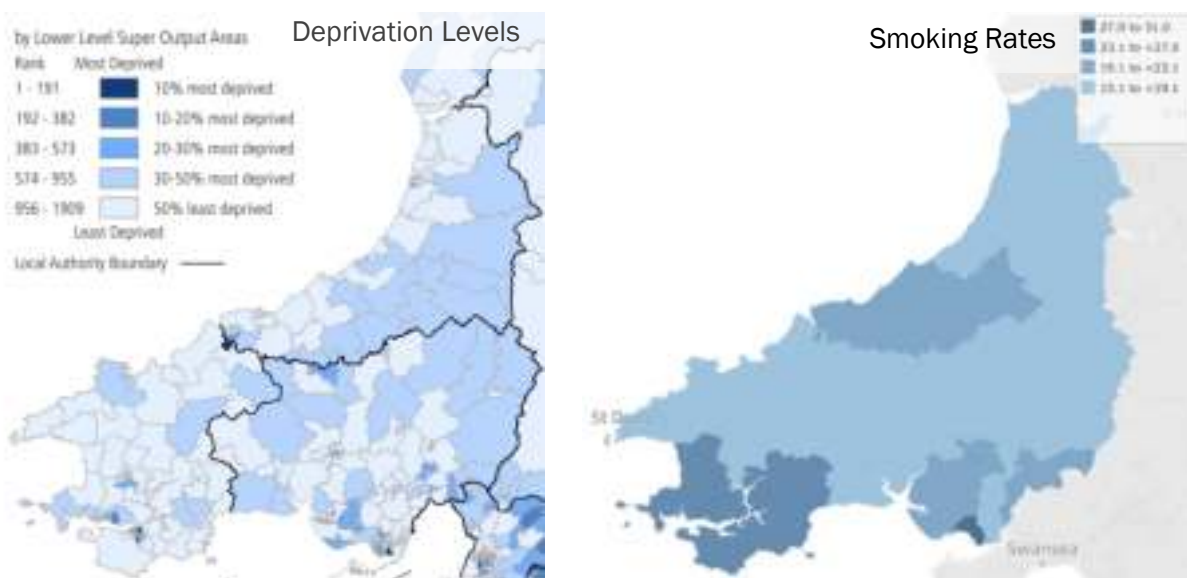 Deprivation Levels
by Lower Level Super Output Areas
Rank Most Deprived
1 - 191 10% most deprived
192 - 382 10-20% most deprived
383 - 573 20-30% most deprived
574 - 955 30-50% most deprived
956 - 1909 50% least deprived
Least Deprived
Local Authority Boundary
Smoking Rates
Swansea